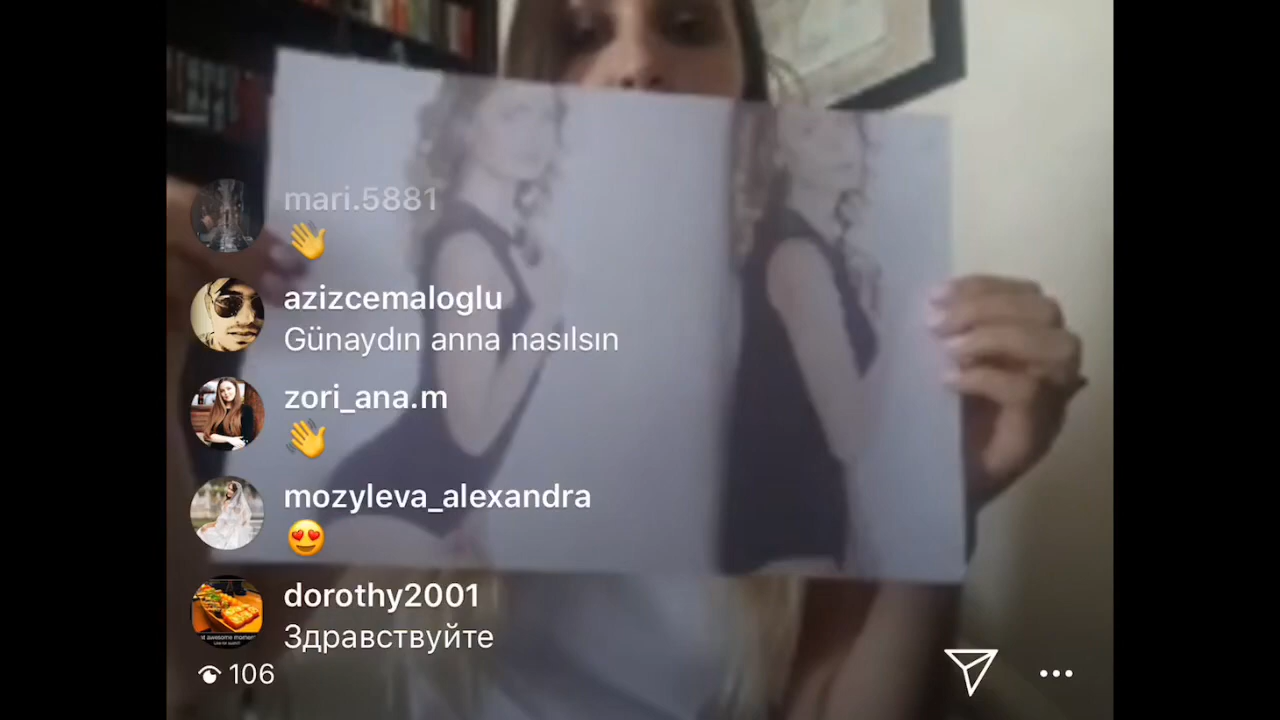 mari.5881
azizcemaloglu
Günaydın anna nasılsın
zori_ana.m
mozyleva_alexandra
dorothy2001
Здравствуйте
106